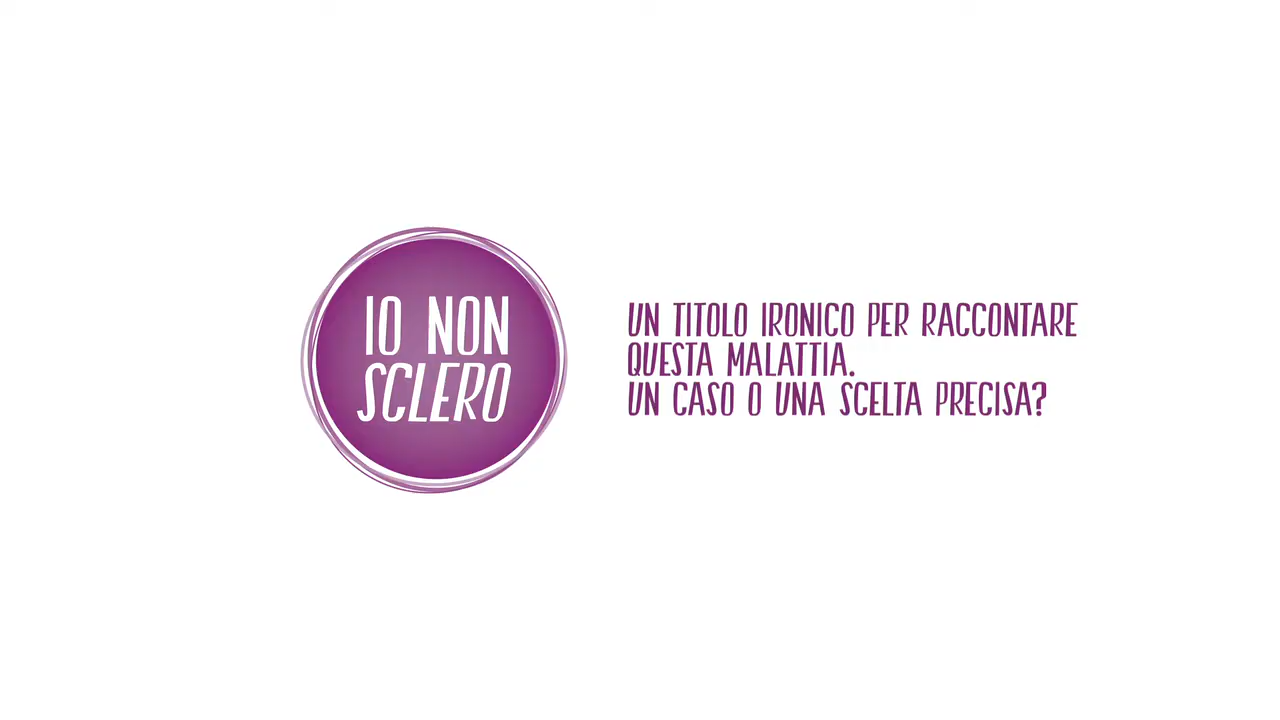 IO NON
SCLERO
UN TITOLO IRONICO PER RACCONTARE
QUESTA MALATTIA.
UN CASO O UNA SCELTA PRECISA?